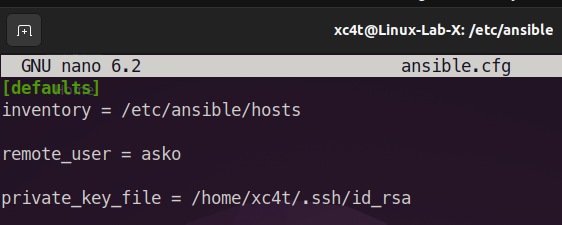 xc4t@Linux-Lab-X: /etc/ansible
GNU nano 6.2 ansible.cfg
[defaults]
inventory = /etc/ansible/hosts
remote_user = asko
private_key_file = /home/xc4t/.ssh/id_rsa